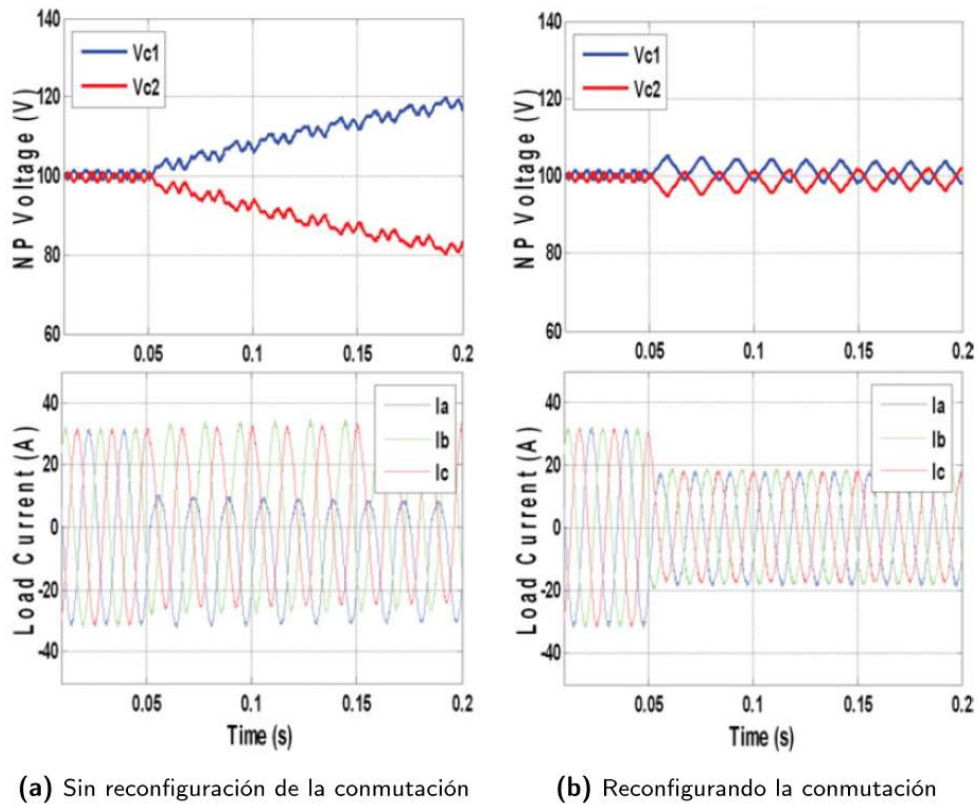 140
120
100
80
60
NP Voltage (V)
Vc1
Vc2
0.05
0.1
0.15
0.2
140
120
100
80
60
NP Voltage (V)
Vc1
Vc2
0.05
0.1
0.15
0.2
40
20
0
-20
-40
Load Current (A)
Ia
Ib
Ic
0.05
0.1
0.15
0.2
Time (s)
40
20
0
-20
-40
Load Current (A)
Ia
Ib
Ic
0.05
0.1
0.15
0.2
Time (s)
(a) Sin reconfiguración de la conmutación
(b) Reconfigurando la conmutación